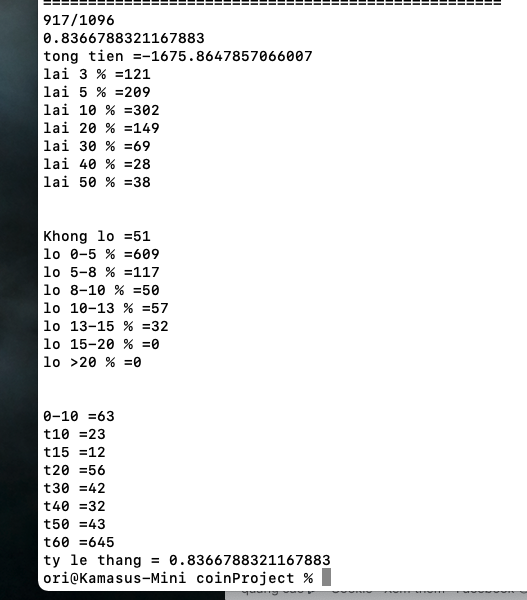 =====================================================
917/1096
0.8366788321167883
tong tien =-1675.8647857066007
lai 3 % =121
lai 5 % =209
lai 10 % =302
lai 20 % =149
lai 30 % =69
lai 40 % =28
lai 50 % =38
Khong lo =51
lo 0-5 % =609
lo 5-8 % =117
lo 8-10 % =50
lo 10-13 % =57
lo 13-15 % =32
lo 15-20 % =0
lo >20 % =0
0-10 =63
t10 =23
t15 =12
t20 =56
t30 =42
t40 =32
t50 =43
t60 =645
ty le thang = 0.8366788321167883
ori@Kamasus-Mini coinProject %